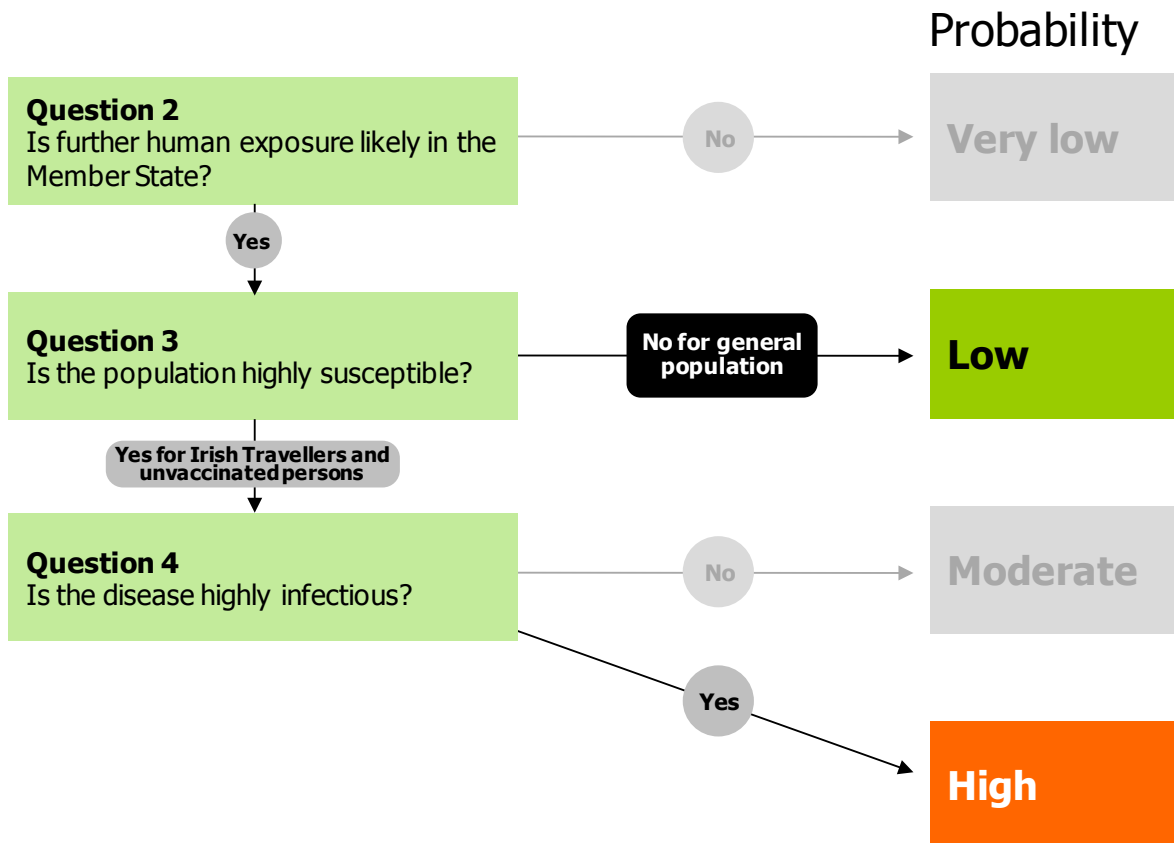 Probability
Question 2
Is further human exposure likely in the
Member State?
No
Very low
Yes
Question 3
Is the population highly susceptible?
No for general
population
Low
Yes for Irish Travellers and
unvaccinated persons
Question 4
Is the disease highly infectious?
No
Moderate
Yes
High